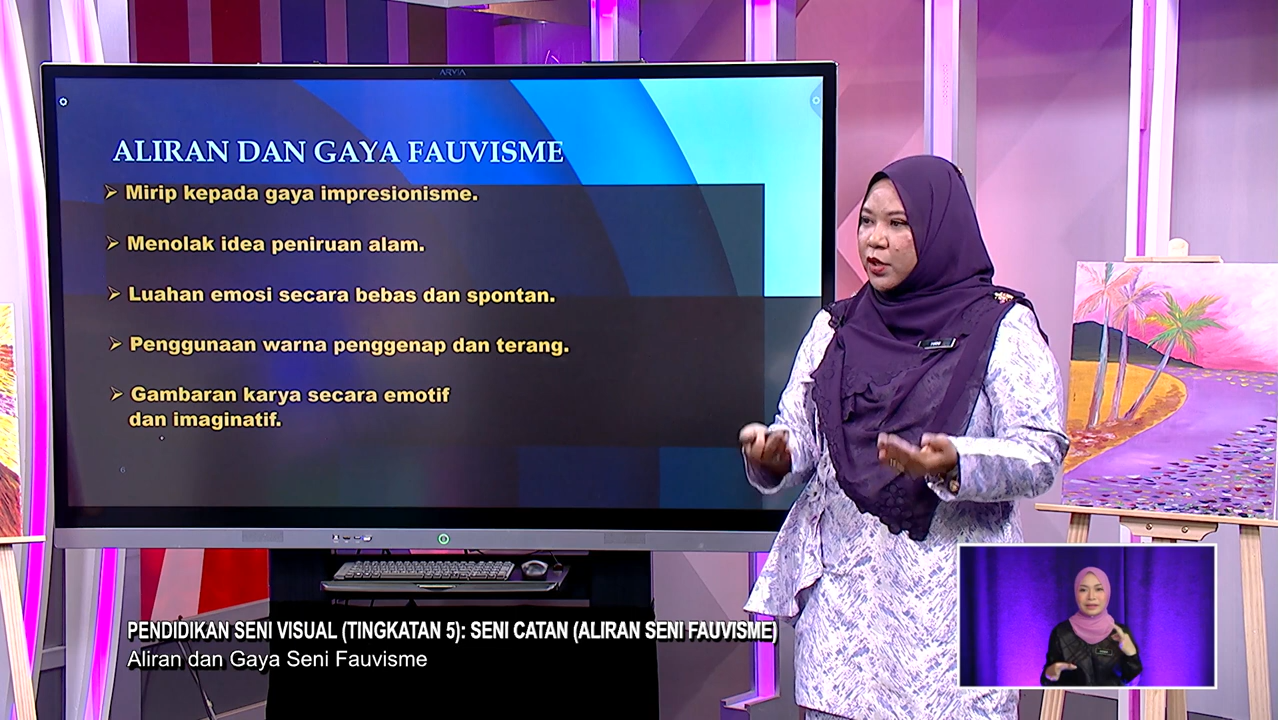 ALIRAN DAN GAYA FAUVISME
➢ Mirip kepada gaya impresionisme.
➢ Menolak idea peniruan alam.
➢ Luahan emosi secara bebas dan spontan.
➢ Penggunaan warna penggenap dan terang.
➢ Gambaran karya secara emotif
dan imaginatif.
6
PENDIDIKAN SENI VISUAL (TINGKATAN 5): SENI CATAN (ALIRAN SENI FAUVISME)
Aliran dan Gaya Seni Fauvisme